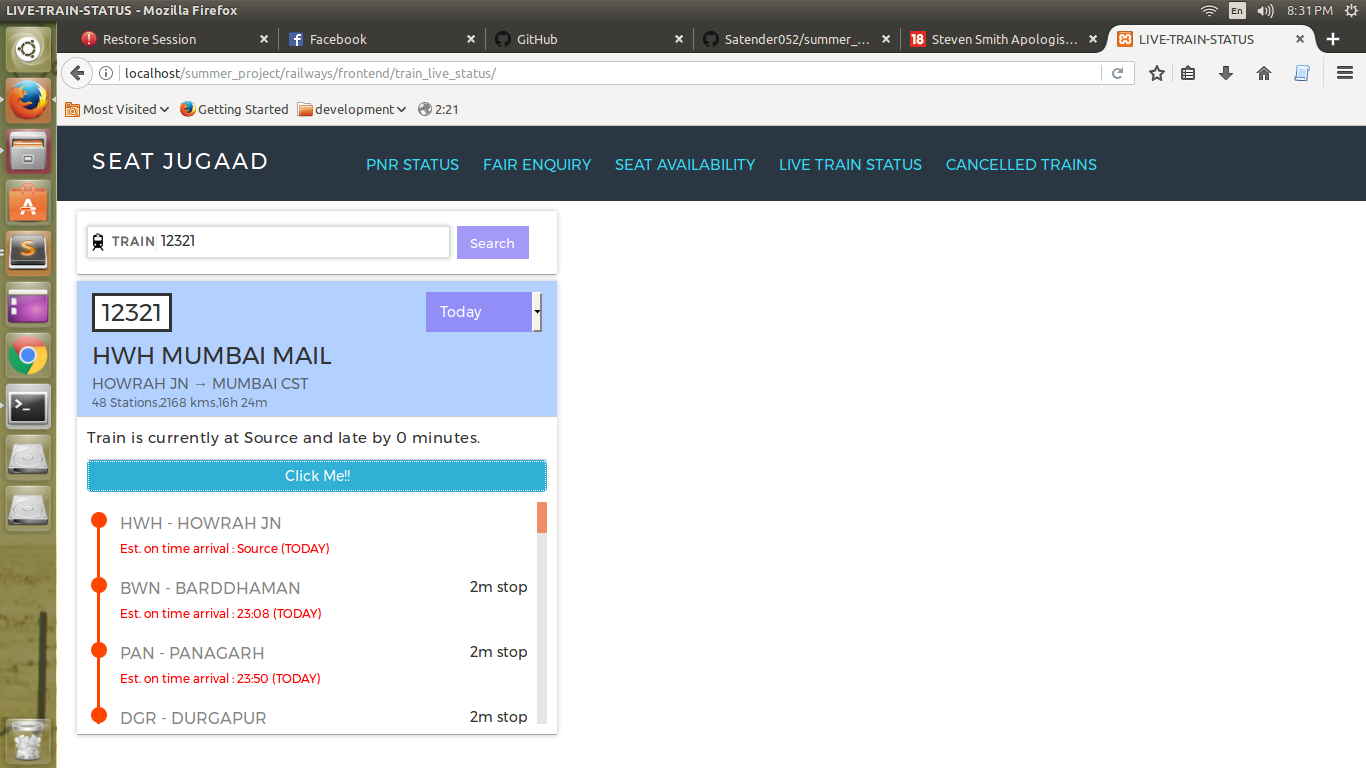 LIVE-TRAIN-STATUS - Mozilla Firefox
En
8:31 PM
Restore Session
Facebook
GitHub
Satender052/summer_...
18 Steven Smith Apologis...
LIVE-TRAIN-STATUS
localhost/summer_project/railways/frontend/train_live_status/
Most Visited
Getting Started
development
2:21
SEAT JUGAAD
PNR STATUS
FAIR ENQUIRY
SEAT AVAILABILITY
LIVE TRAIN STATUS
CANCELLED TRAINS
TRAIN 12321
Search
12321
Today
HWH MUMBAI MAIL
HOWRAH JN → MUMBAI CST
48 Stations,2168 kms,16h 24m
Train is currently at Source and late by 0 minutes.
Click Me!!
HWH - HOWRAH JN
Est. on time arrival : Source (TODAY)
BWN - BARDDHAMAN 2m stop
Est. on time arrival : 23:08 (TODAY)
PAN - PANAGARH 2m stop
Est. on time arrival : 23:50 (TODAY)
DGR - DURGAPUR 2m stop